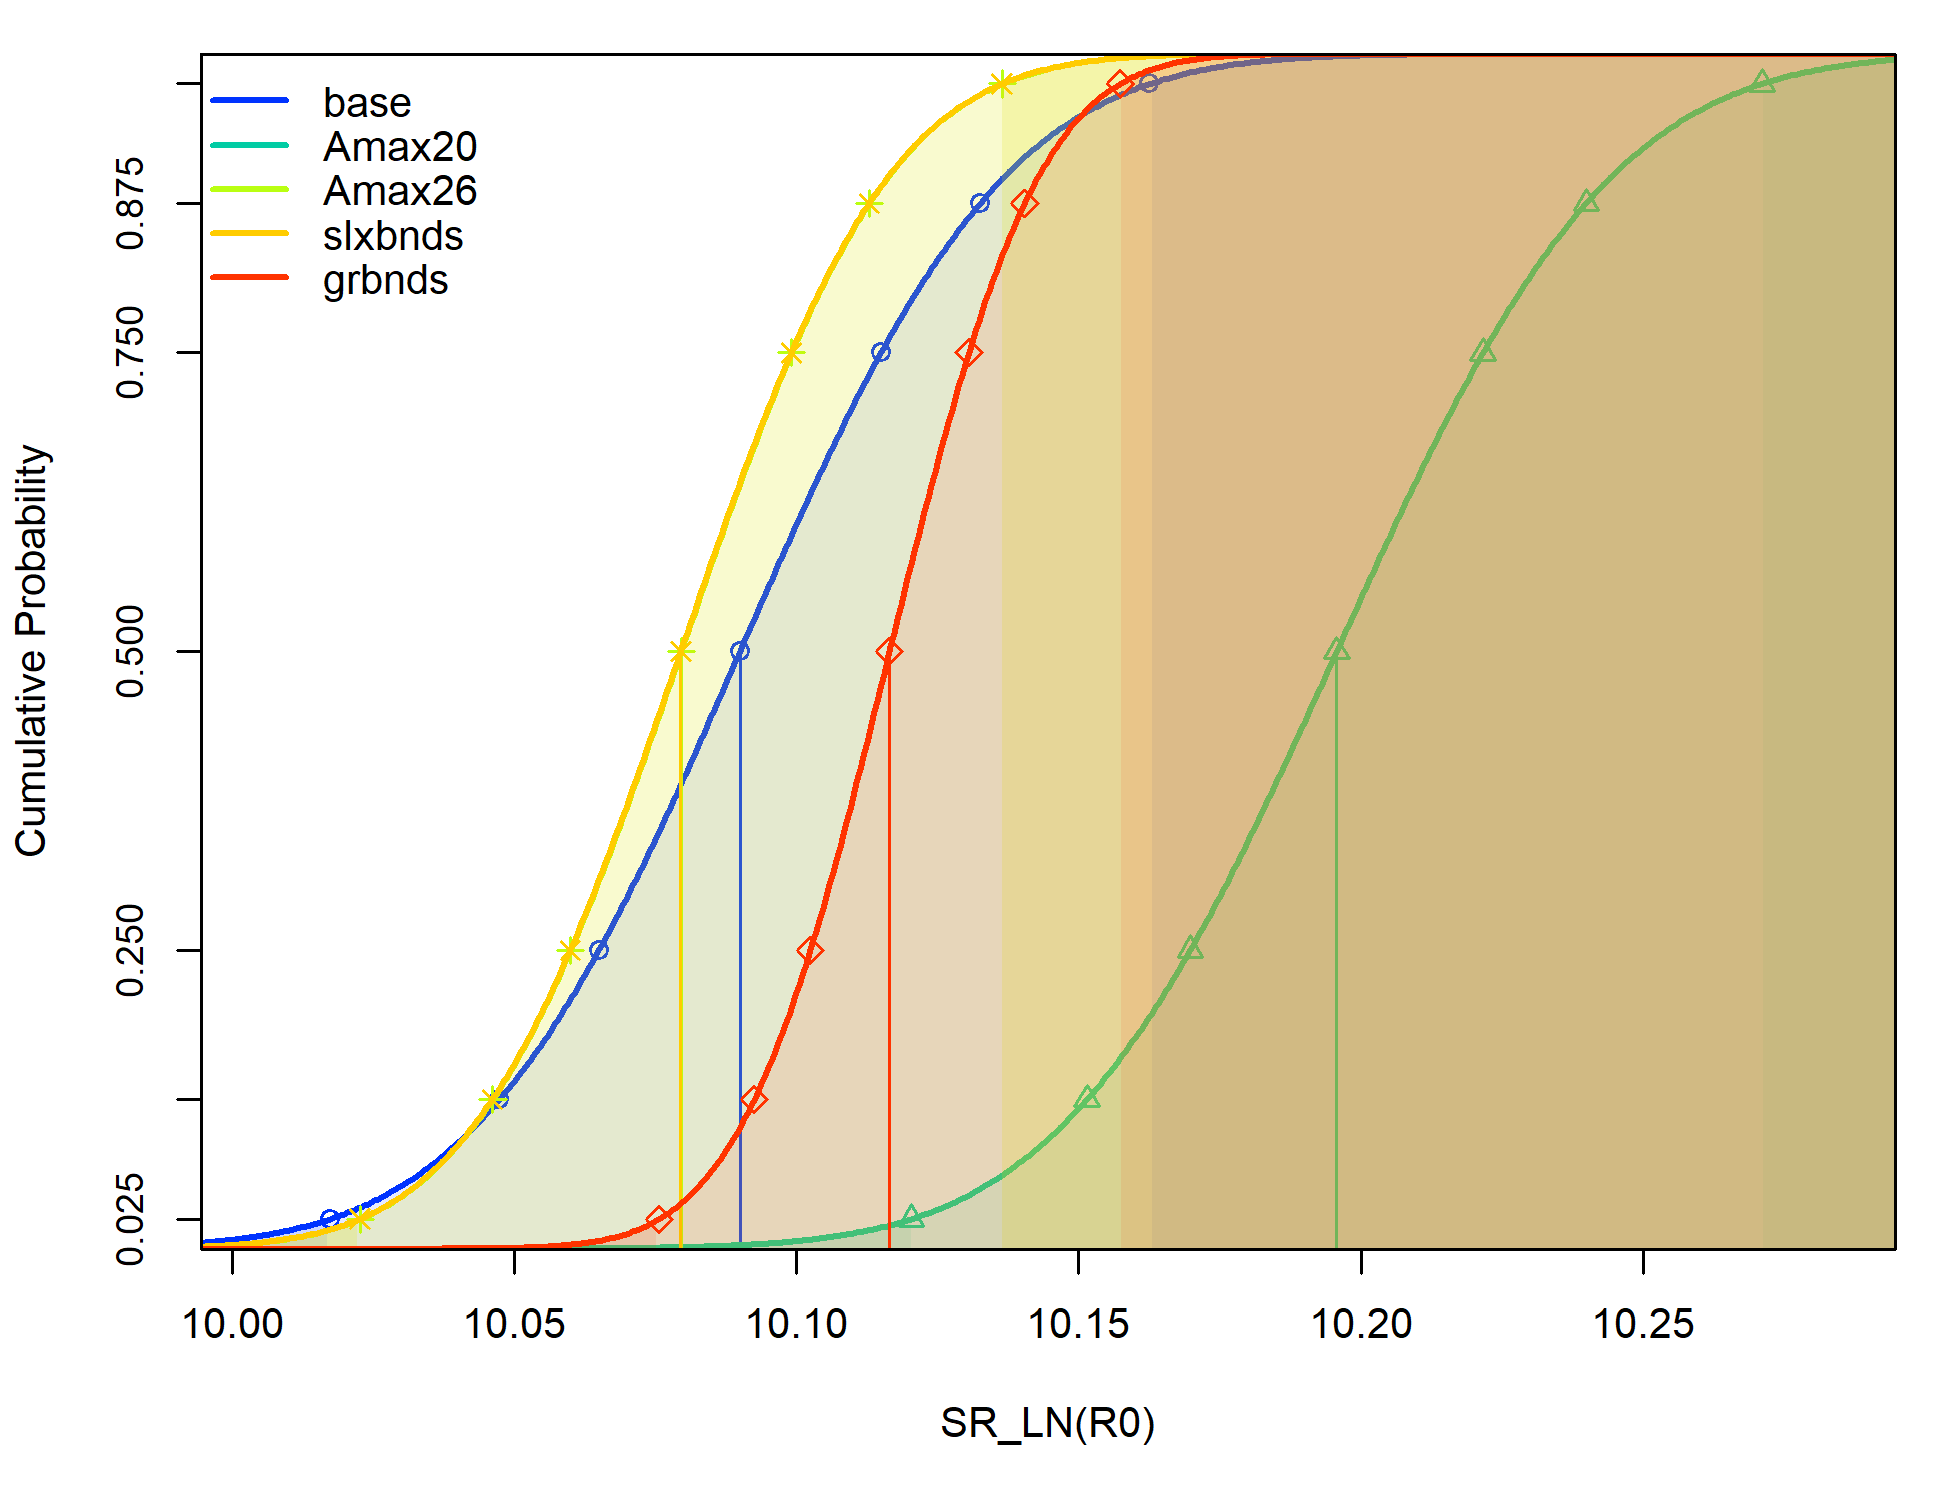 base
Amax20
Amax26
slxbnds
grbnds
Cumulative Probability
0.875
0.750
0.500
0.250
0.025
10.00 10.05 10.10 10.15 10.20 10.25
SR_LN(R0)